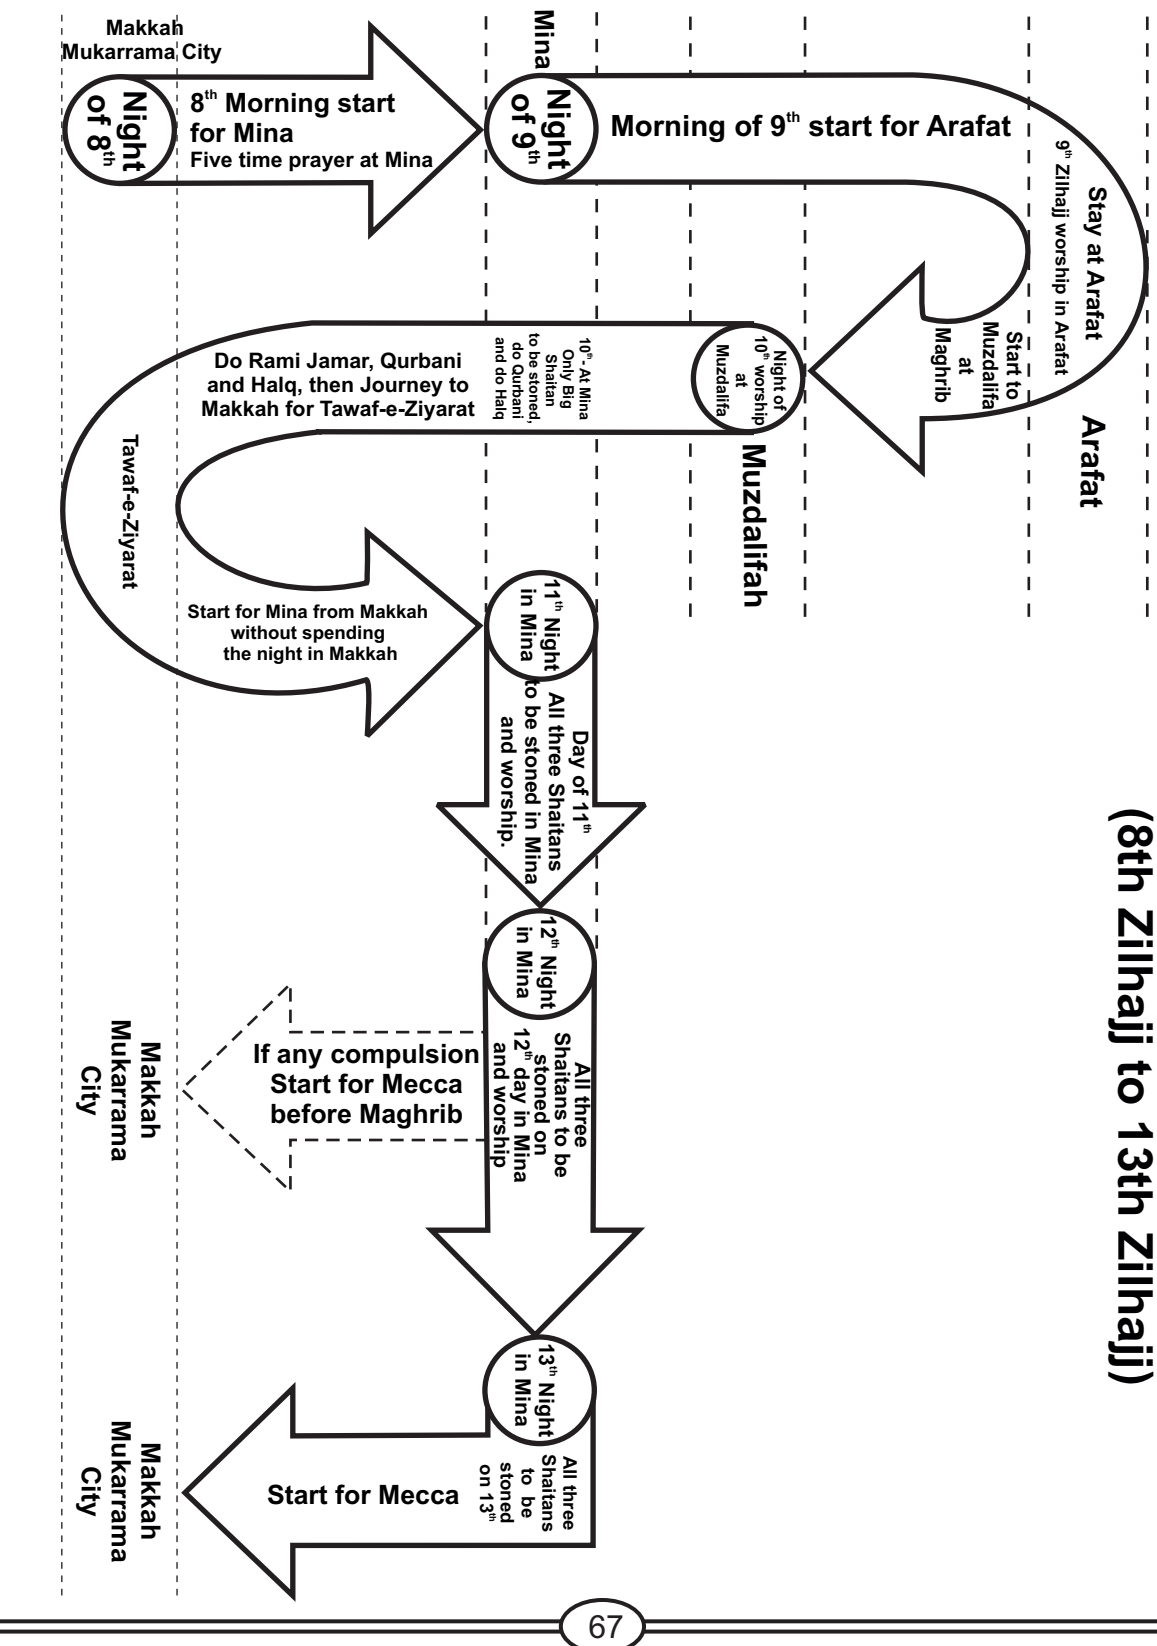 (8th Zilhajj to 13th Zilhajj)
Makkah
Mukarrama City
Night
of 8th
8th Morning start
for Mina
Five time prayer at Mina
Mina
Night
of 9th
Morning of 9th start for Arafat
Stay at Arafat
9th Zilhajj worship in Arafat
Arafat
Start to
Muzdalifa
at
Maghrib
Night of
10th worship
at
Muzdalifa
Muzdalifah
10th - At Mina
Only Big
Shaitan
to be stoned,
do Qurbani
and do Halq
Do Rami Jamar, Qurbani
and Halq, then Journey to
Makkah for Tawaf-e-Ziyarat
Tawaf-e-Ziyarat
Start for Mina from Makkah
without spending
the night in Makkah
11th Night
in Mina
Day of 11th
All three Shaitans
to be stoned in Mina
and worship.
12th Night
in Mina
All three
Shaitans to be
stoned on
12th day in Mina
and worship
If any compulsion
Start for Mecca
before Maghrib
Makkah
Mukarrama
City
13th Night
in Mina
All three
Shaitans
to be
stoned
on 13th
Start for Mecca
Makkah
Mukarrama
City
67